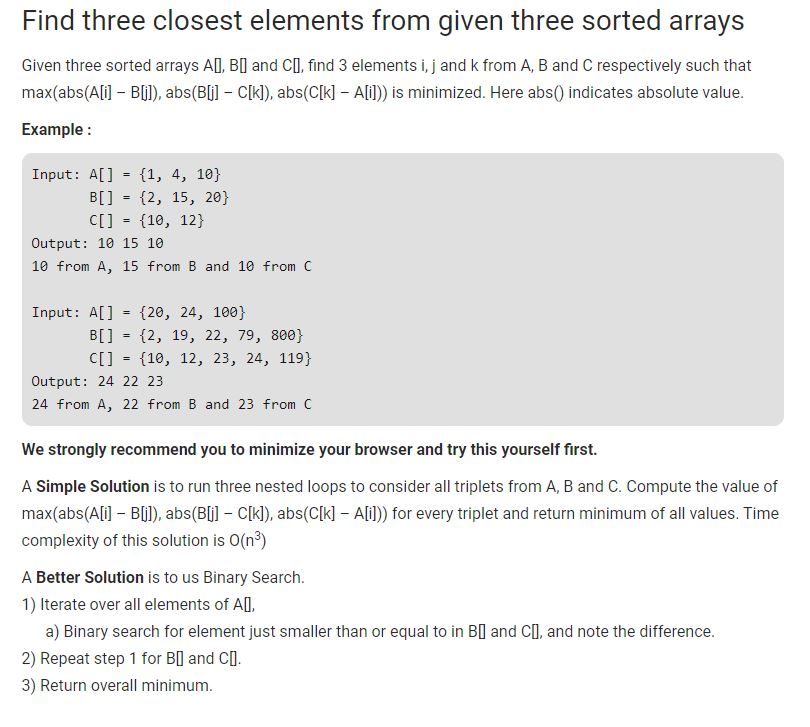 Find three closest elements from given three sorted arrays
Given three sorted arrays A[], B[] and C[], find 3 elements i, j and k from A, B and C respectively such that
max(abs(A[i] – B[j]), abs(B[j] – C[k]), abs(C[k] – A[i])) is minimized. Here abs() indicates absolute value.
Example :
Input: A[] = {1, 4, 10}
B[] = {2, 15, 20}
C[] = {10, 12}
Output: 10 15 10
10 from A, 15 from B and 10 from C
Input: A[] = {20, 24, 100}
B[] = {2, 19, 22, 79, 800}
C[] = {10, 12, 23, 24, 119}
Output: 24 22 23
24 from A, 22 from B and 23 from C
We strongly recommend you to minimize your browser and try this yourself first.
A Simple Solution is to run three nested loops to consider all triplets from A, B and C. Compute the value of
max(abs(A[i] – B[j]), abs(B[j] – C[k]), abs(C[k] – A[i])) for every triplet and return minimum of all values. Time
complexity of this solution is O(n³)
A Better Solution is to us Binary Search.
1) Iterate over all elements of A[],
a) Binary search for element just smaller than or equal to in B[] and C[], and note the difference.
2) Repeat step 1 for B[] and C[].
3) Return overall minimum.